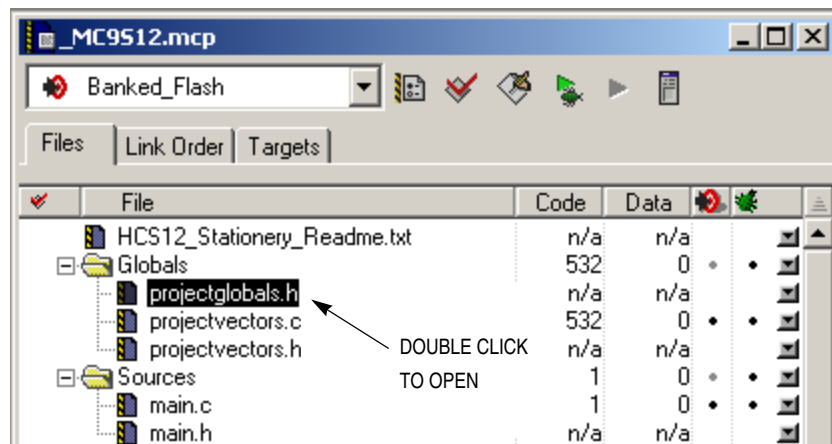 _MC9S12.mcp
Banked_Flash
Files Link Order Targets
File Code Data
HCS12_Stationery_Readme.txt n/a n/a
Globals 532 0
projectglobals.h n/a n/a
projectvectors.c 532 0
projectvectors.h n/a n/a
DOUBLE CLICK
TO OPEN
Sources 1 0
main.c 1 0
main.h n/a n/a